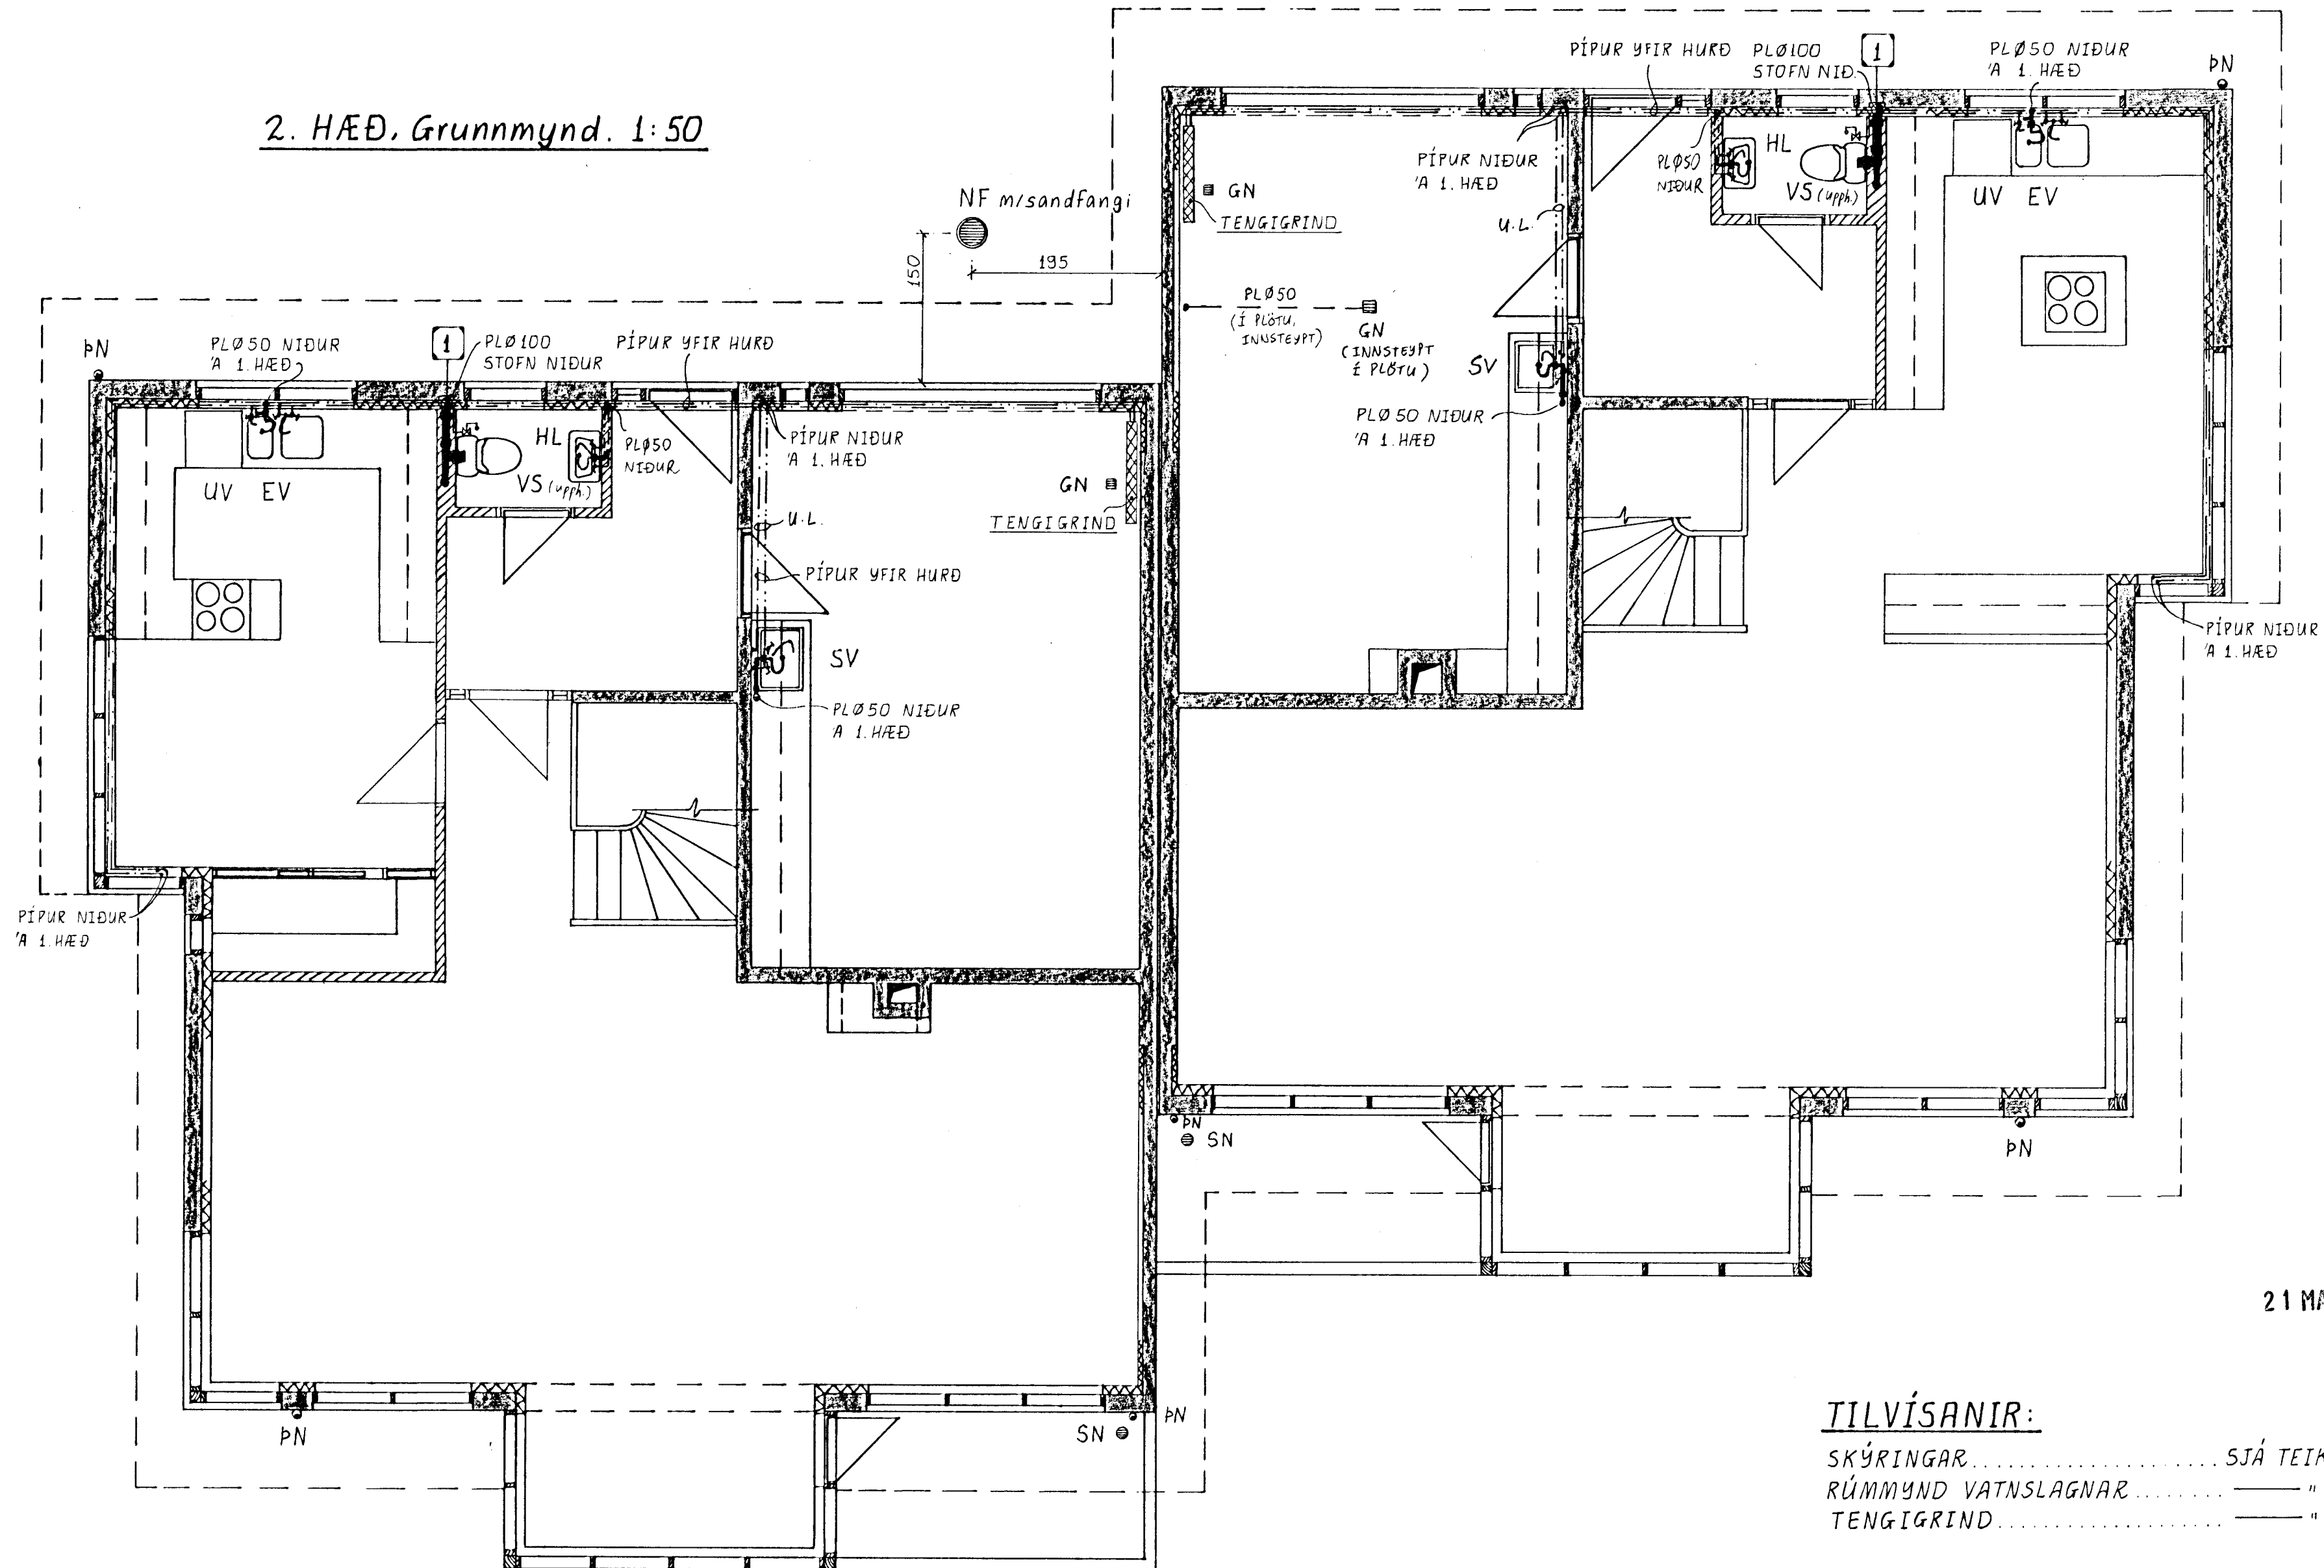 2. HÆÐ, Grunnmynd. 1:50
NF m/sandfangi
150
195
PÍPUR YFIR HURÐ
PLØ100
STOFN NIÐ.
1
PLØ50 NIÐUR
'A 1. HÆÐ
ÞN
GN
TENGIGRIND
PÍPUR NIÐUR
'A 1. HÆÐ
U.L.
PLØ50
NIÐUR
HL
VS (upph.)
UV EV
PLØ50
(Í PLÖTU,
INNSTEYPT)
GN
(INNSTEYPT
Í PLÖTU)
SV
PLØ50 NIÐUR
'A 1. HÆÐ
PÍPUR NIÐUR
'A 1. HÆÐ
ÞN
SN
ÞN
ÞN
PLØ50 NIÐUR
'A 1. HÆÐ
1
PLØ100
STOFN NIÐUR
PÍPUR YFIR HURÐ
UV EV
HL
VS (upph.)
PLØ50
NIÐUR
PÍPUR NIÐUR
'A 1. HÆÐ
GN
TENGIGRIND
U.L.
PÍPUR YFIR HURÐ
SV
PLØ50 NIÐUR
'A 1. HÆÐ
PÍPUR NIÐUR
'A 1. HÆÐ
ÞN
SN
ÞN
21 MA
TILVÍSANIR:
SKÝRINGAR.....................SJÁ TEIK
RÚMMYND VATNSLAGNAR........ —— "
TENGIGRIND..................... —— "